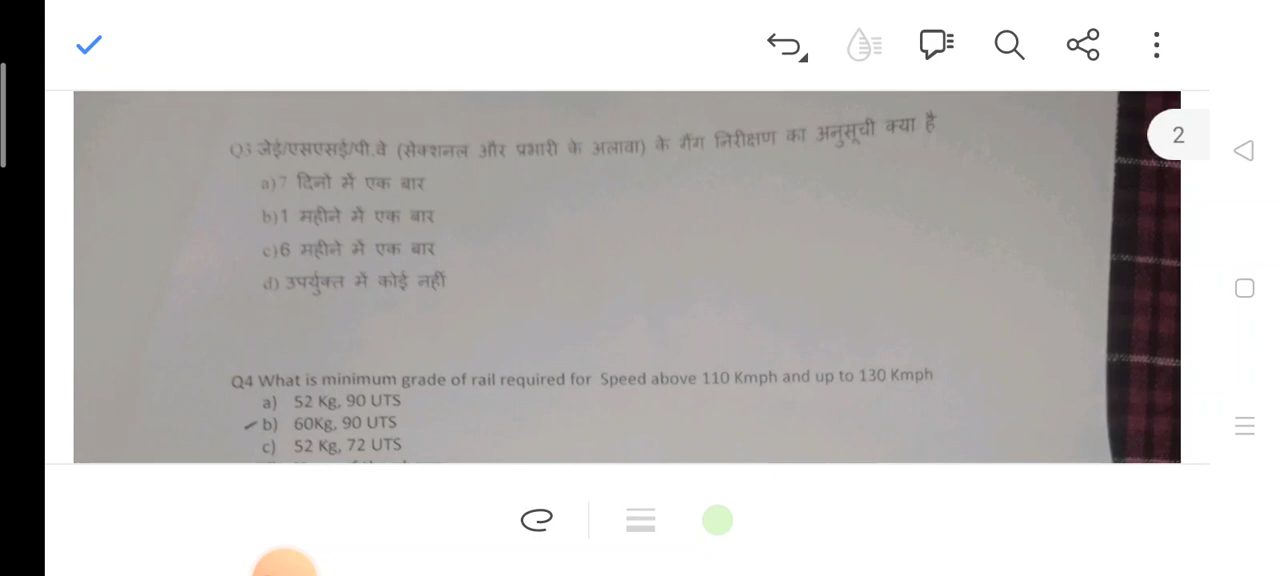 2
Q3 जेई/एसएसई/पी.वे (सेक्शनल और प्रभारी के अलावा) के गैंग निरीक्षण का अनुसूची क्या है
a)7 दिनों में एक बार
b)1 महीने में एक बार
c)6 महीने में एक बार
d) उपर्युक्त में कोई नहीं
Q4 What is minimum grade of rail required for Speed above 110 Kmph and up to 130 Kmph
a) 52 Kg, 90 UTS
b) 60Kg, 90 UTS
c) 52 Kg, 72 UTS